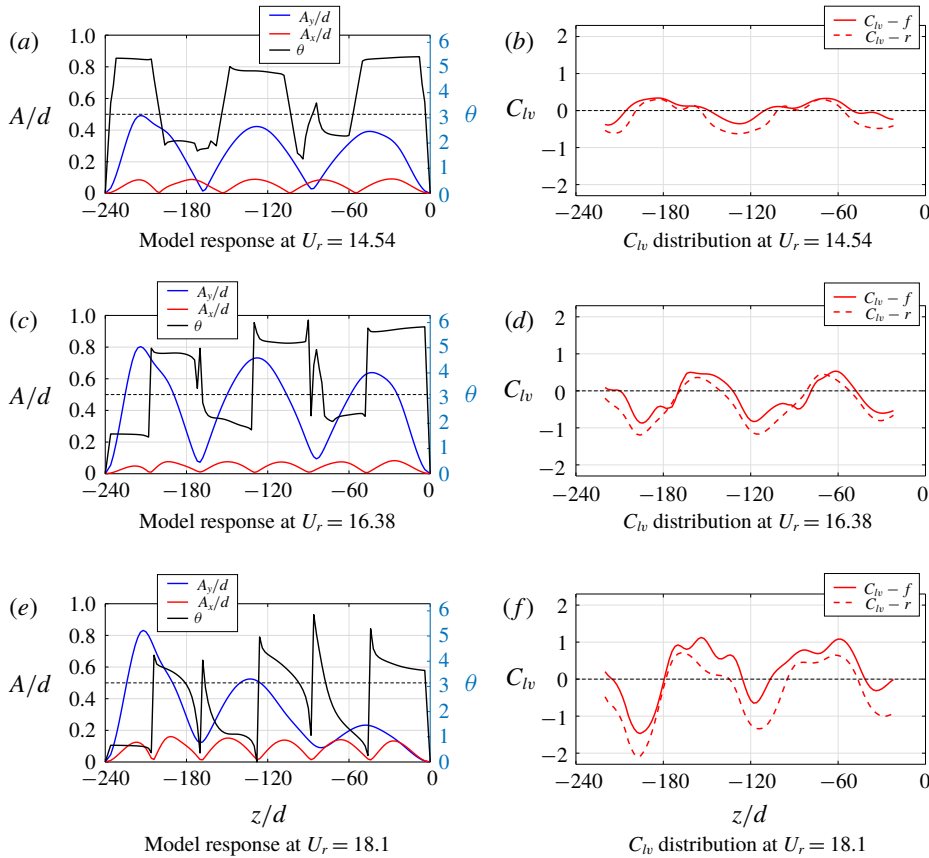 (a)
A_y/d
A_x/d
θ
A/d
1.0
0.8
0.6
0.4
0.2
0
6
5
4
3
2
1
0
θ
−240 −180 −120 −60 0
Model response at U_r = 14.54
(b)
C_lv − f
C_lv − r
C_lv
2
1
0
−1
−2
−240 −180 −120 −60 0
C_lv distribution at U_r = 14.54
(c)
A_y/d
A_x/d
θ
A/d
1.0
0.8
0.6
0.4
0.2
0
6
5
4
3
2
1
0
θ
−240 −180 −120 −60 0
Model response at U_r = 16.38
(d)
C_lv − f
C_lv − r
C_lv
2
1
0
−1
−2
−240 −180 −120 −60 0
C_lv distribution at U_r = 16.38
(e)
A_y/d
A_x/d
θ
A/d
1.0
0.8
0.6
0.4
0.2
0
6
5
4
3
2
1
0
θ
−240 −180 −120 −60 0
z/d
Model response at U_r = 18.1
(f)
C_lv − f
C_lv − r
C_lv
2
1
0
−1
−2
−240 −180 −120 −60 0
z/d
C_lv distribution at U_r = 18.1